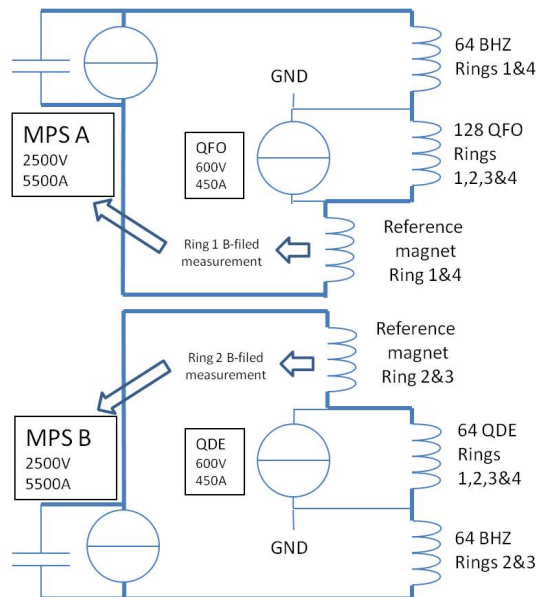 64 BHZ
Rings 1&4
GND
MPS A
2500V
5500A
QFO
600V
450A
128 QFO
Rings
1,2,3&4
Ring 1 B-filed
measurement
Reference
magnet
Ring 1&4
Ring 2 B-filed
measurement
Reference
magnet
Ring 2&3
MPS B
2500V
5500A
QDE
600V
450A
64 QDE
Rings
1,2,3&4
GND
64 BHZ
Rings 2&3